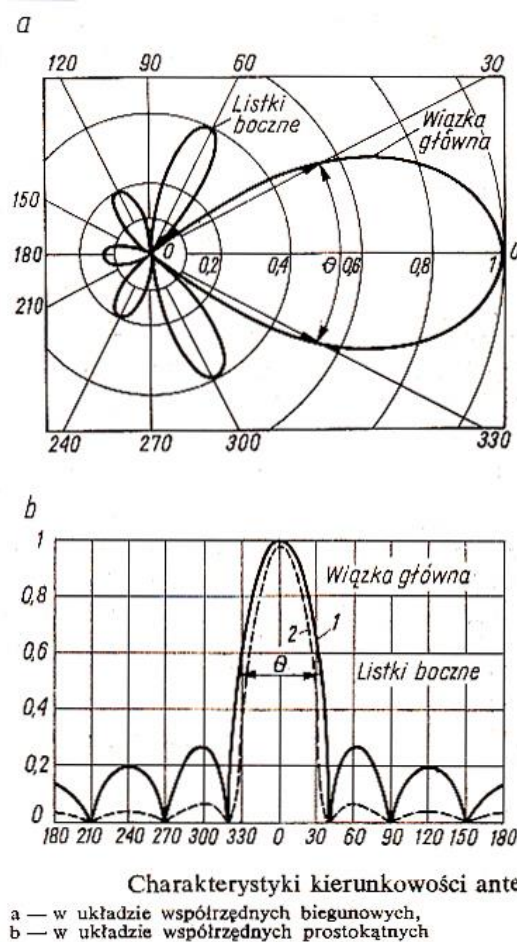 a
120 90 60 30
Listki
boczne
Wiązka
główna
150
180
0 0,2 0,4 Θ 0,6 0,8 1 0
210
240 270 300 330
b
1
Wiązka główna
0,8
2 1
0,6
Θ
Listki boczne
0,4
0,2
0
180 210 240 270 300 330 0 30 60 90 120 150 180
Charakterystyki kierunkowości ante
a — w układzie współrzędnych biegunowych,
b — w układzie współrzędnych prostokątnych